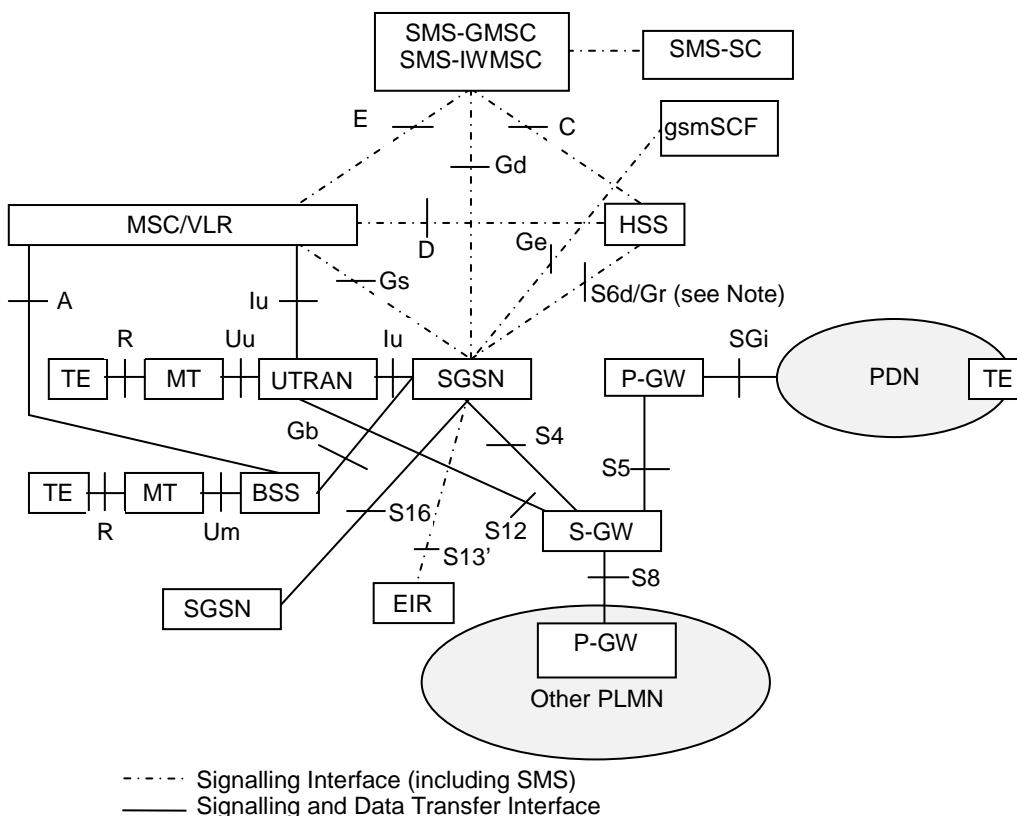 SMS-GMSC
SMS-IWMSC
SMS-SC
E
C
gsmSCF
Gd
MSC/VLR
D
HSS
Ge
Gs
S6d/Gr (see Note)
A
Iu
SGi
R
Uu
Iu
TE
MT
UTRAN
SGSN
P-GW
PDN
TE
Gb
S4
S5
TE
MT
BSS
R
Um
S16
S12
S-GW
S13’
S8
SGSN
EIR
P-GW
Other PLMN
Signalling Interface (including SMS)
Signalling and Data Transfer Interface